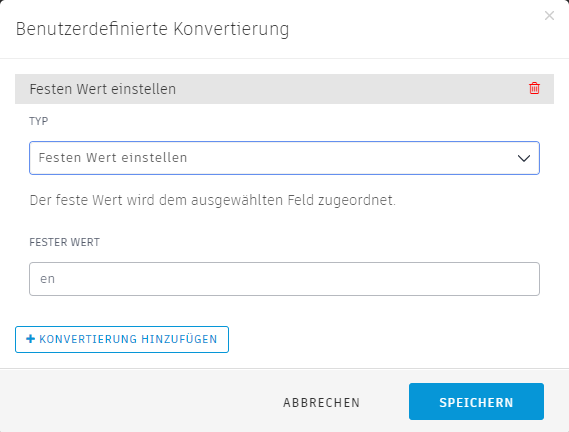 Benutzerdefinierte Konvertierung
Festen Wert einstellen
TYP
Festen Wert einstellen
Der feste Wert wird dem ausgewählten Feld zugeordnet.
FESTER WERT
en
+ KONVERTIERUNG HINZUFÜGEN
ABBRECHEN SPEICHERN